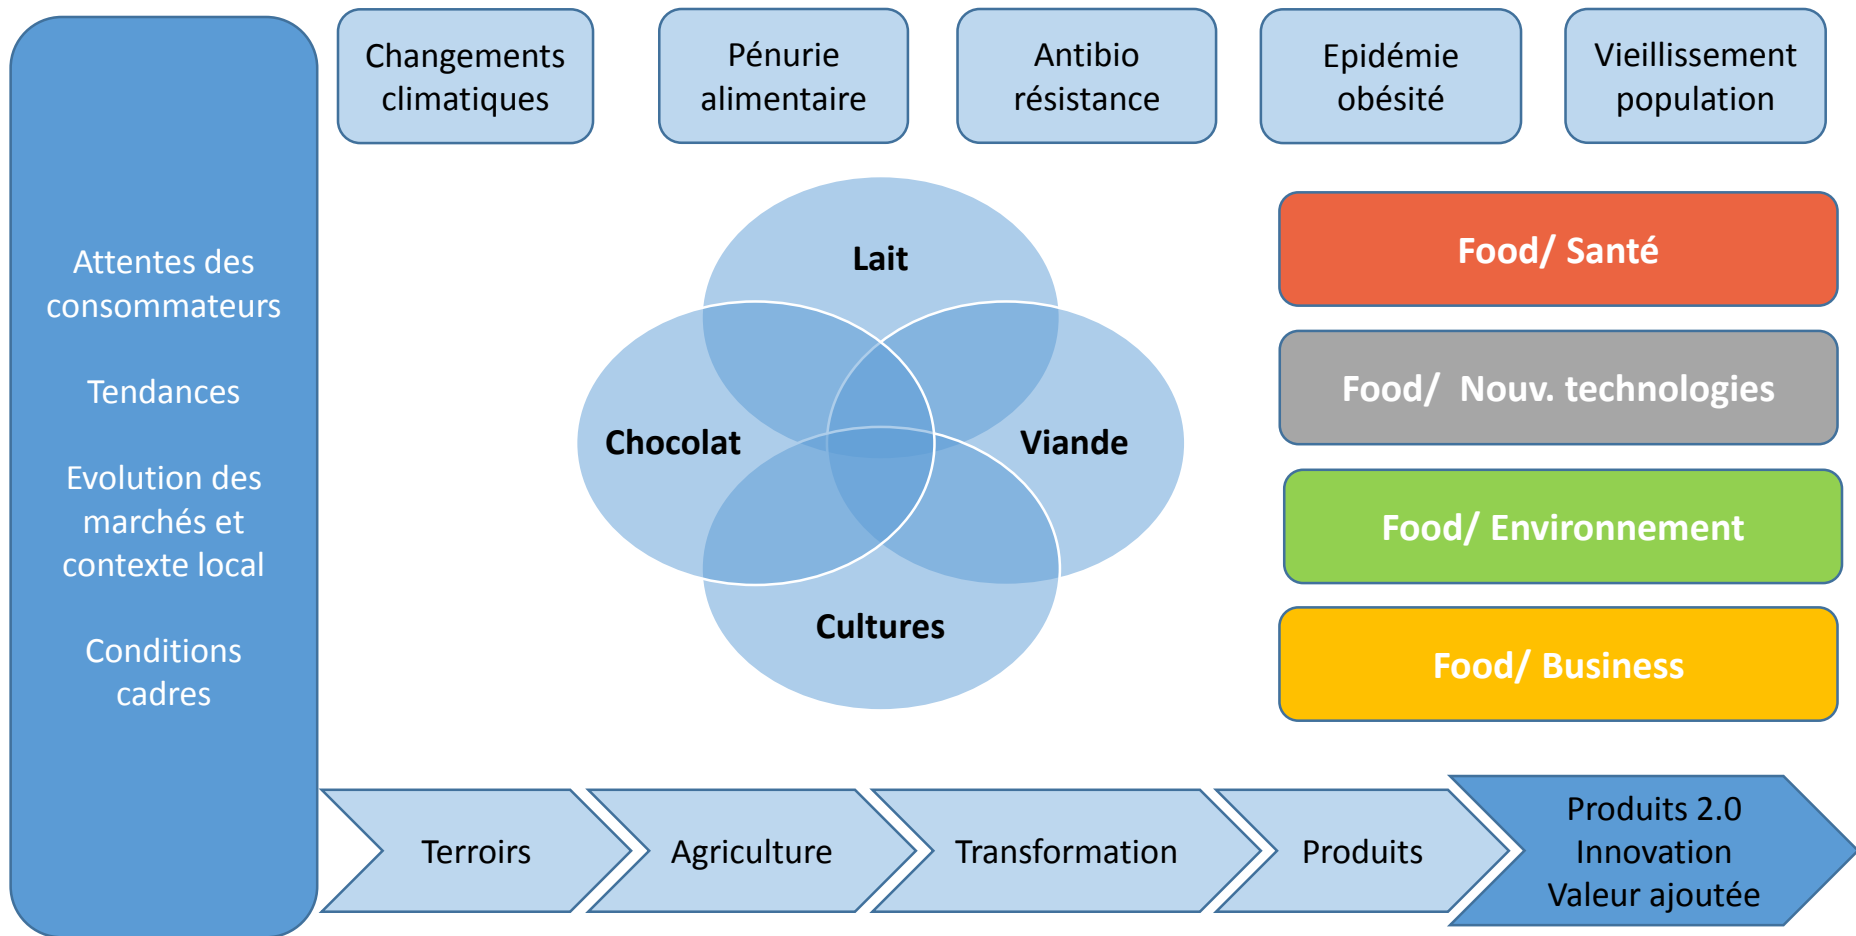 Changements
climatiques
Pénurie
alimentaire
Antibio
résistance
Epidémie
obésité
Vieillissement
population
Attentes des
consommateurs
Tendances
Evolution des
marchés et
contexte local
Conditions
cadres
Lait
Chocolat
Viande
Cultures
Food/ Santé
Food/  Nouv. technologies
Food/ Environnement
Food/ Business
Terroirs
Agriculture
Transformation
Produits
Produits 2.0
Innovation
Valeur ajoutée